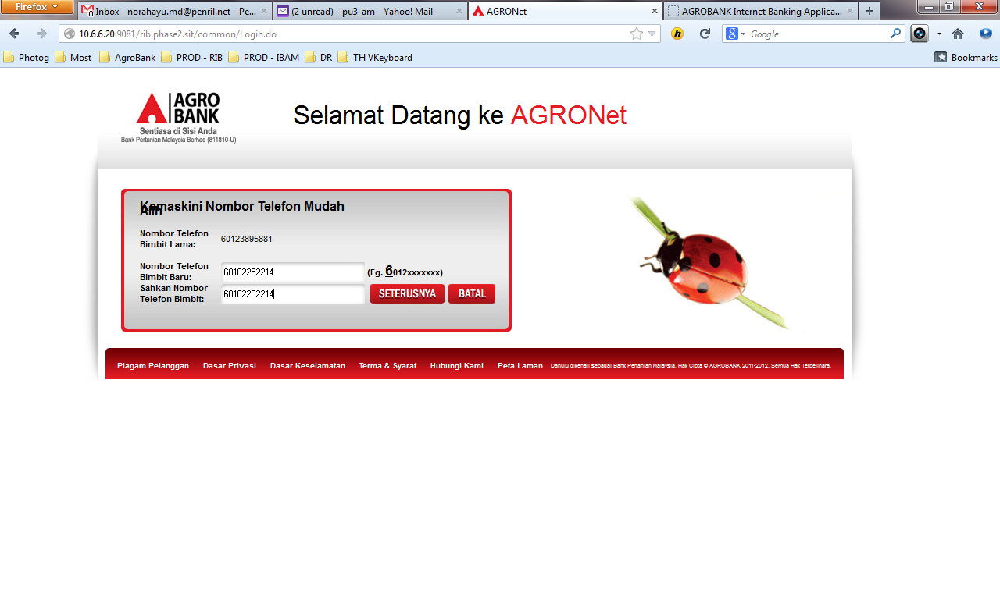 Firefox
Inbox - norahayu.md@penril.net - Pe...
(2 unread) - pu3_am - Yahoo! Mail
AGRONet
AGROBANK Internet Banking Applica...
10.6.6.20:9081/rib.phase2.sit/common/Login.do
Google
Photog
Most
AgroBank
PROD - RIB
PROD - IBAM
DR
TH VKeyboard
Bookmarks
AGRO
BANK
Sentiasa di Sisi Anda
Bank Pertanian Malaysia Berhad (811810-U)
Selamat Datang ke AGRONet
Kemaskini Nombor Telefon Mudah
Alih
Nombor Telefon
Bimbit Lama:
60123895881
Nombor Telefon
Bimbit Baru:
60102252214
(Eg. 6012xxxxxxx)
Sahkan Nombor
Telefon Bimbit:
60102252214
SETERUSNYA
BATAL
Piagam Pelanggan
Dasar Privasi
Dasar Keselamatan
Terma & Syarat
Hubungi Kami
Peta Laman
Dahulu dikenali sebagai Bank Pertanian Malaysia. Hak Cipta © AGROBANK 2011-2012. Semua Hak Terpelihara.